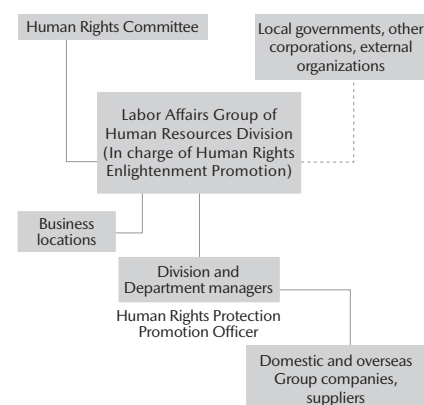 Human Rights Committee
Local governments, other
corporations, external
organizations
Labor Affairs Group of
Human Resources Division
(In charge of Human Rights
Enlightenment Promotion)
Business
locations
Division and
Department managers
Human Rights Protection
Promotion Officer
Domestic and overseas
Group companies,
suppliers